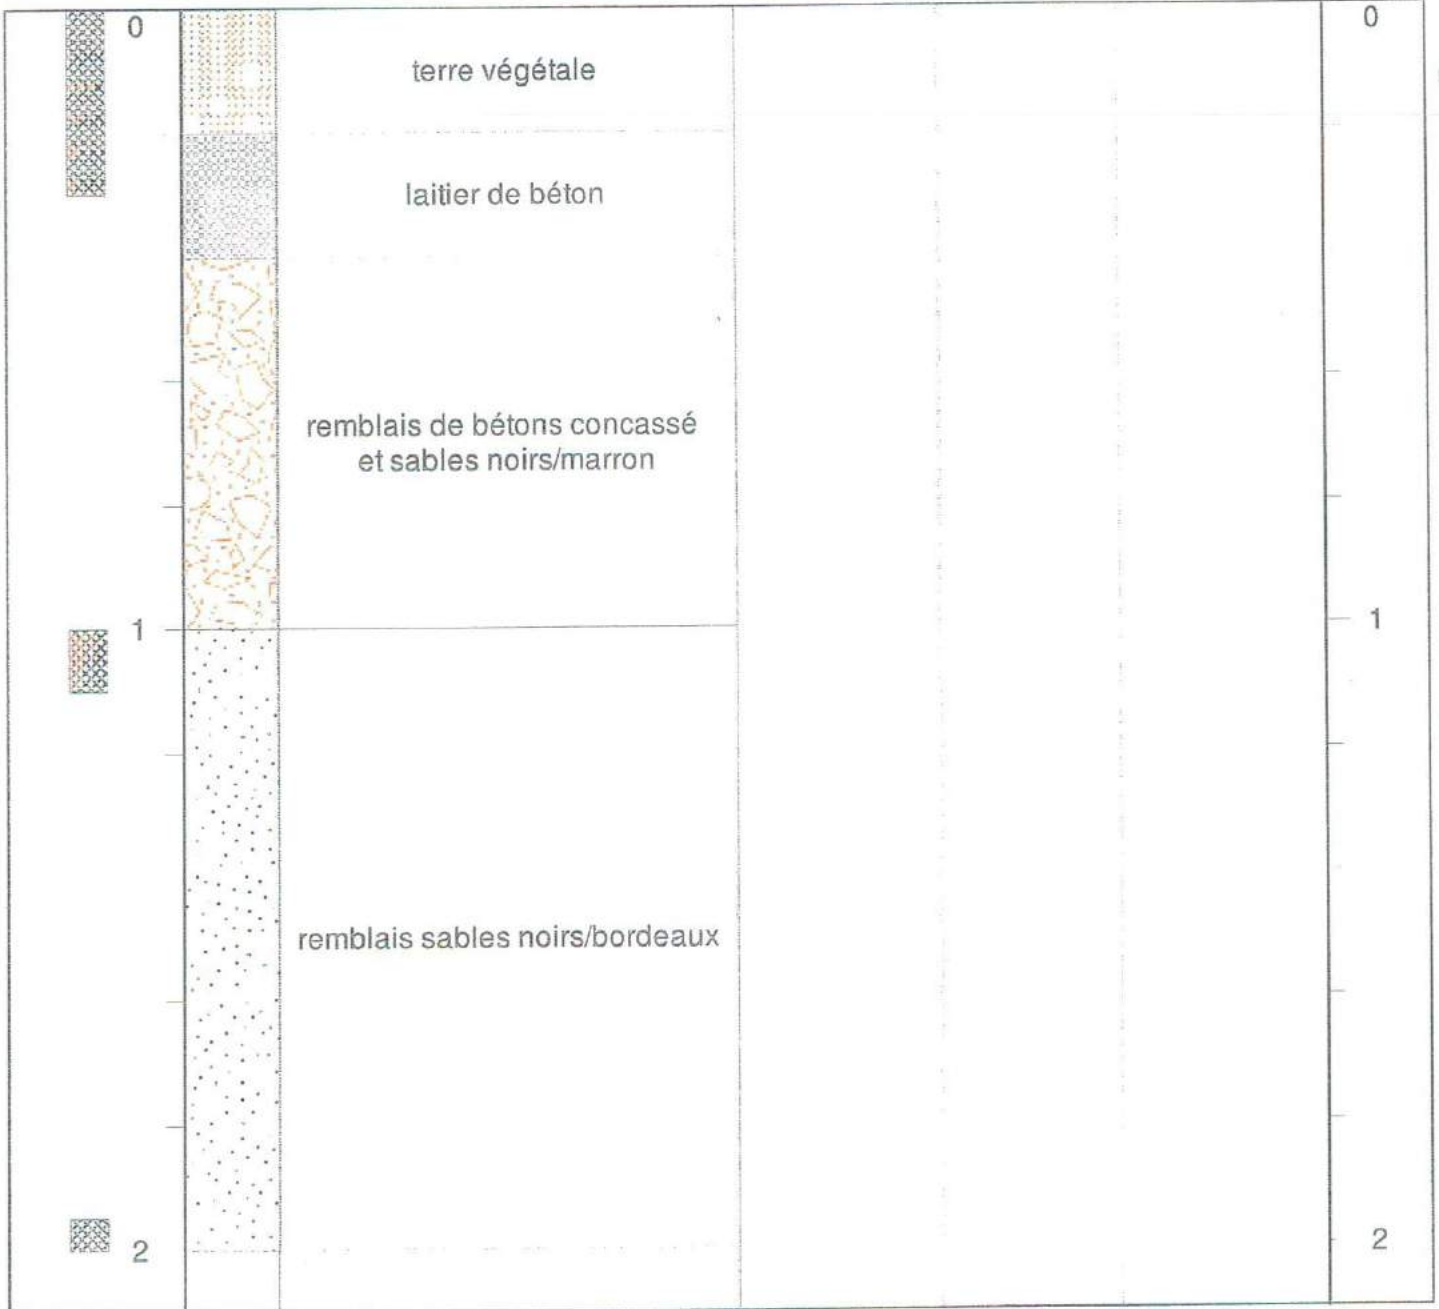 0
0
terre végétale
laitier de béton
remblais de bétons concassé
et sables noirs/marron
1
1
remblais sables noirs/bordeaux
2
2